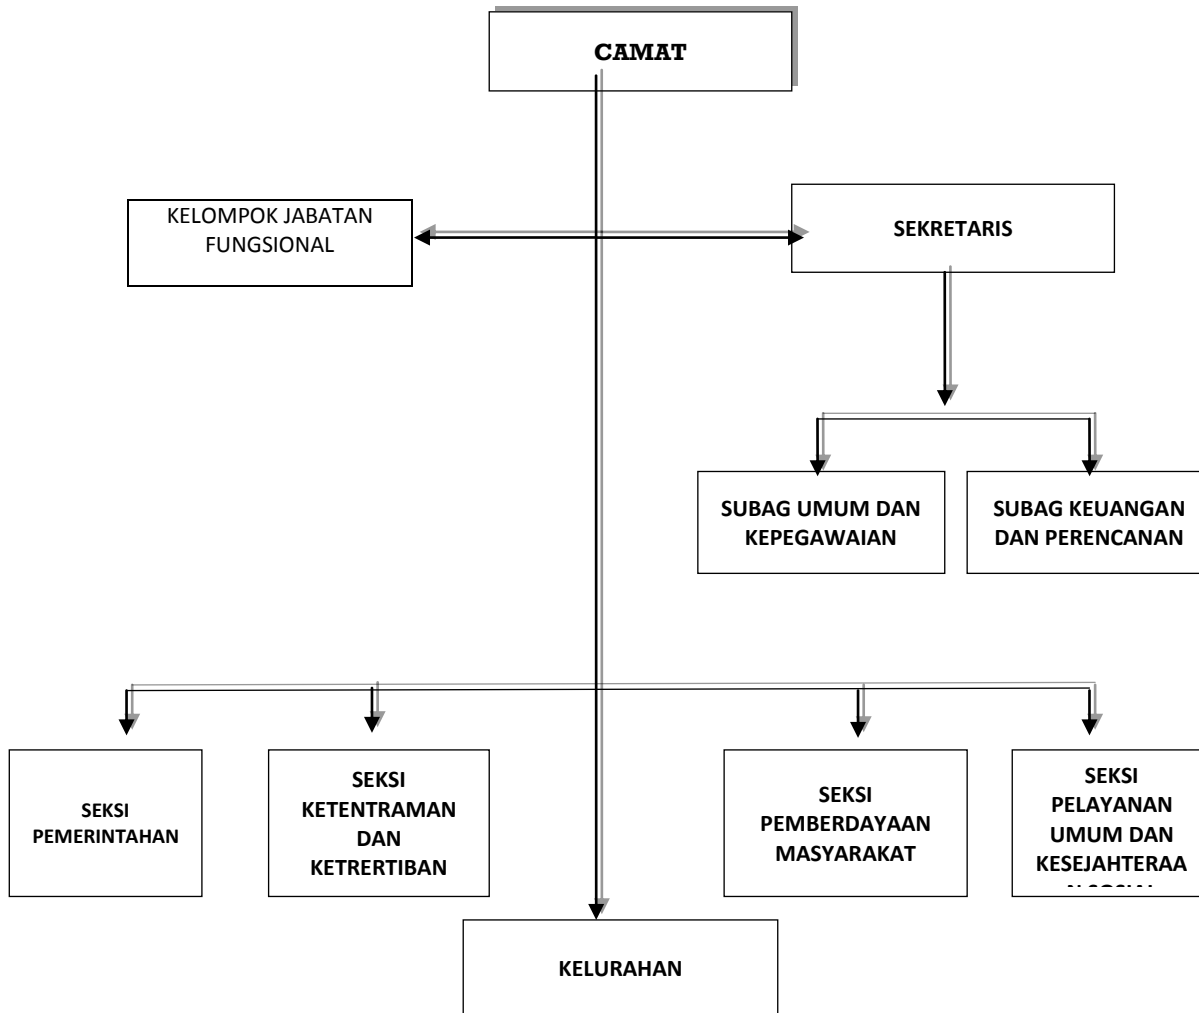 CAMAT
KELOMPOK JABATAN
FUNGSIONAL
SEKRETARIS
SUBAG UMUM DAN
KEPEGAWAIAN
SUBAG KEUANGAN
DAN PERENCANAN
SEKSI
PEMERINTAHAN
SEKSI
KETENTRAMAN
DAN
KETRERTIBAN
SEKSI
PEMBERDAYAAN
MASYARAKAT
SEKSI
PELAYANAN
UMUM DAN
KESEJAHTERAA
N SOSIAL
KELURAHAN